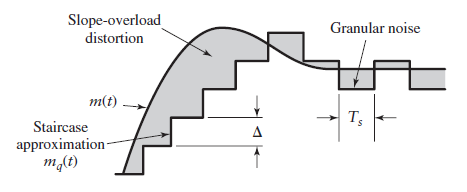 Slope-overload
distortion
Granular noise
m(t)
Staircase
approximation
m_q(t)
Δ
T_s